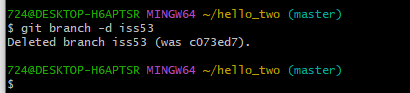 724@DESKTOP-H6APTSR MINGW64 ~/hello_two (master)
$ git branch -d iss53
Deleted branch iss53 (was c073ed7).
724@DESKTOP-H6APTSR MINGW64 ~/hello_two (master)
$